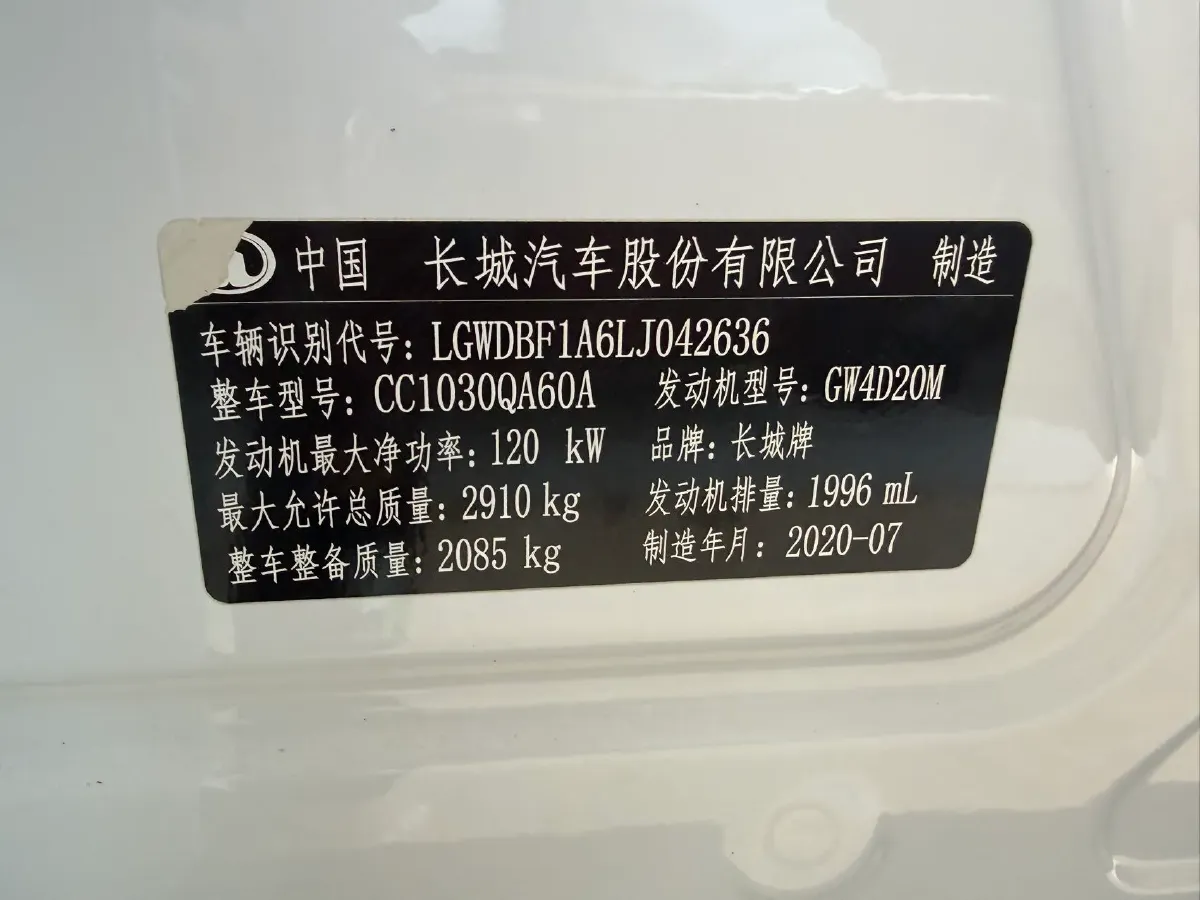 中国 长城汽车股份有限公司 制造
车辆识别代号：LGWDBF1A6LJ042636
整车型号：CC1030QA60A 发动机型号：GW4D20M
发动机最大净功率：120 kW 品牌：长城牌
最大允许总质量：2910 kg 发动机排量：1996 mL
整车整备质量：2085 kg 制造年月：2020-07